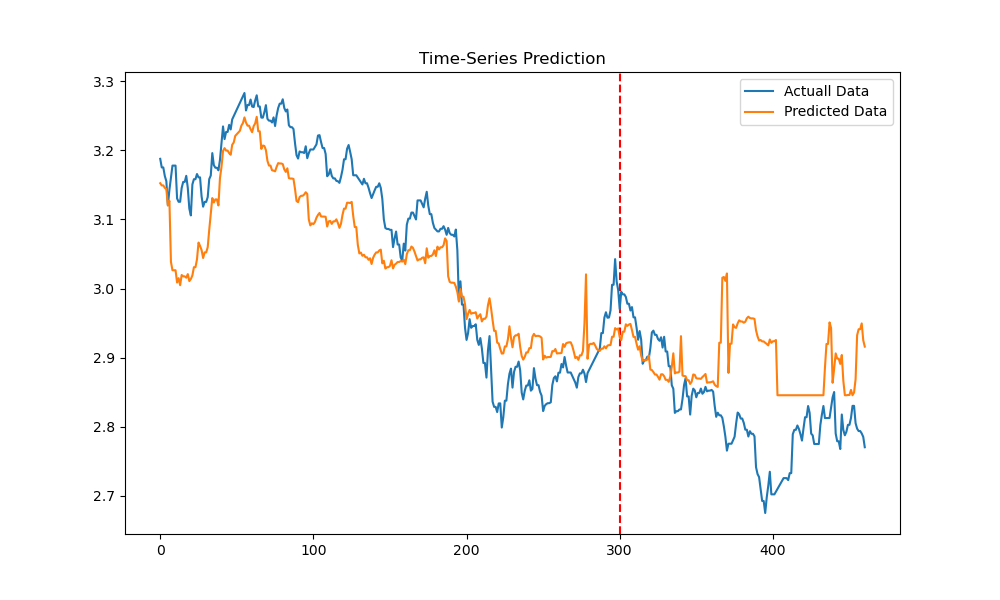 Time-Series Prediction
Actuall Data
Predicted Data
3.3
3.2
3.1
3.0
2.9
2.8
2.7
0 100 200 300 400